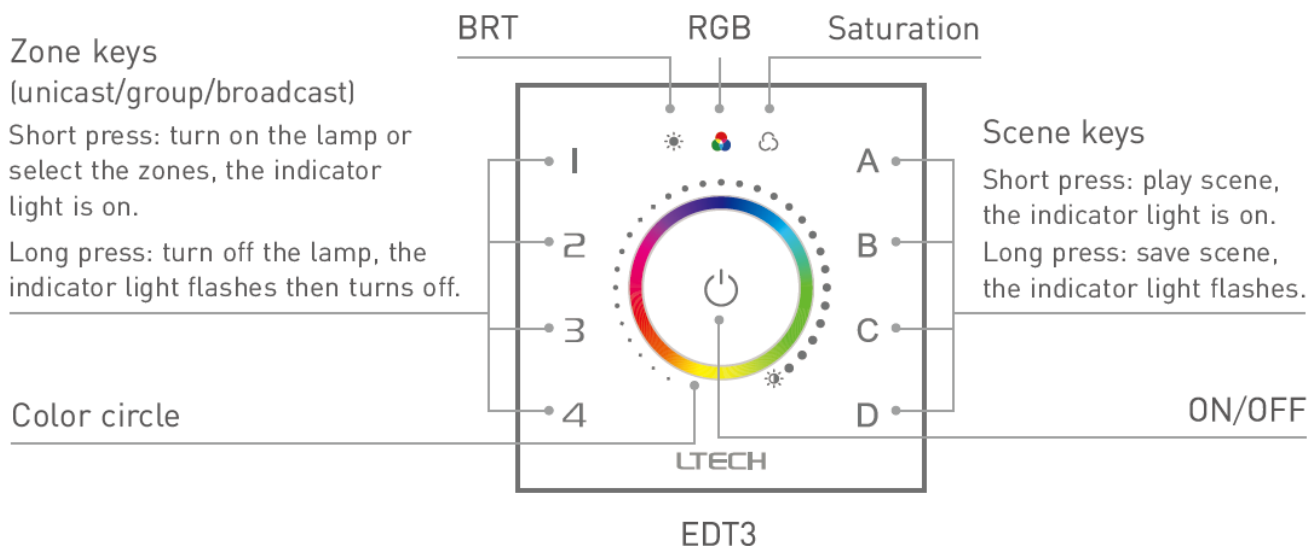 BRT
RGB
Saturation
Zone keys
(unicast/group/broadcast)
Short press: turn on the lamp or
select the zones, the indicator
light is on.
Long press: turn off the lamp, the
indicator light flashes then turns off.
Color circle
1
2
3
4
A
B
C
D
LTECH
Scene keys
Short press: play scene,
the indicator light is on.
Long press: save scene,
the indicator light flashes.
ON/OFF
EDT3